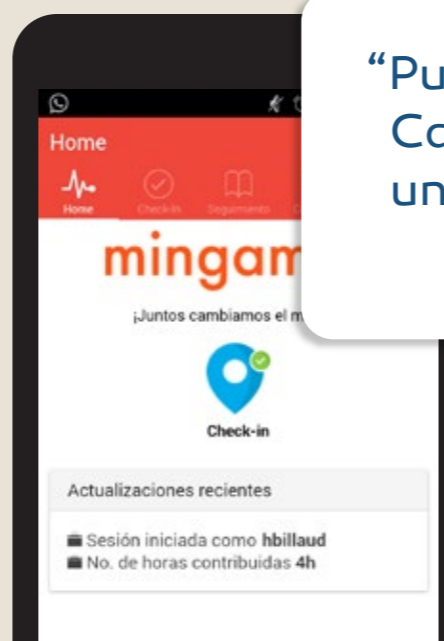 “Pu
Co
un
Home
Home Check-In Seguimiento
mingam
¡Juntos cambiamos el m
Check-in
Actualizaciones recientes
Sesión iniciada como hbillaud
No. de horas contribuidas 4h